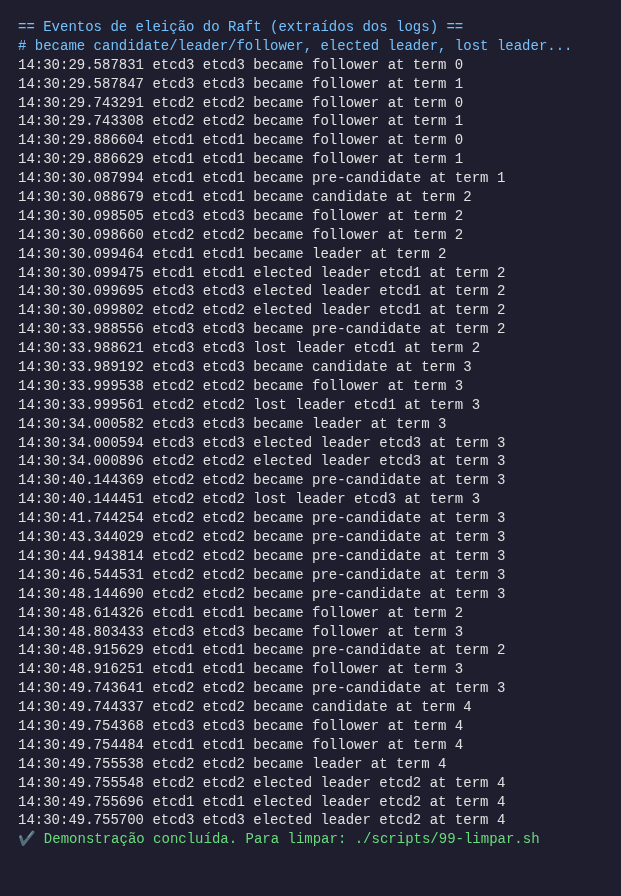 == Eventos de eleição do Raft (extraídos dos logs) ==
# became candidate/leader/follower, elected leader, lost leader...
14:30:29.587831 etcd3 etcd3 became follower at term 0
14:30:29.587847 etcd3 etcd3 became follower at term 1
14:30:29.743291 etcd2 etcd2 became follower at term 0
14:30:29.743308 etcd2 etcd2 became follower at term 1
14:30:29.886604 etcd1 etcd1 became follower at term 0
14:30:29.886629 etcd1 etcd1 became follower at term 1
14:30:30.087994 etcd1 etcd1 became pre-candidate at term 1
14:30:30.088679 etcd1 etcd1 became candidate at term 2
14:30:30.098505 etcd3 etcd3 became follower at term 2
14:30:30.098660 etcd2 etcd2 became follower at term 2
14:30:30.099464 etcd1 etcd1 became leader at term 2
14:30:30.099475 etcd1 etcd1 elected leader etcd1 at term 2
14:30:30.099695 etcd3 etcd3 elected leader etcd1 at term 2
14:30:30.099802 etcd2 etcd2 elected leader etcd1 at term 2
14:30:33.988556 etcd3 etcd3 became pre-candidate at term 2
14:30:33.988621 etcd3 etcd3 lost leader etcd1 at term 2
14:30:33.989192 etcd3 etcd3 became candidate at term 3
14:30:33.999538 etcd2 etcd2 became follower at term 3
14:30:33.999561 etcd2 etcd2 lost leader etcd1 at term 3
14:30:34.000582 etcd3 etcd3 became leader at term 3
14:30:34.000594 etcd3 etcd3 elected leader etcd3 at term 3
14:30:34.000896 etcd2 etcd2 elected leader etcd3 at term 3
14:30:40.144369 etcd2 etcd2 became pre-candidate at term 3
14:30:40.144451 etcd2 etcd2 lost leader etcd3 at term 3
14:30:41.744254 etcd2 etcd2 became pre-candidate at term 3
14:30:43.344029 etcd2 etcd2 became pre-candidate at term 3
14:30:44.943814 etcd2 etcd2 became pre-candidate at term 3
14:30:46.544531 etcd2 etcd2 became pre-candidate at term 3
14:30:48.144690 etcd2 etcd2 became pre-candidate at term 3
14:30:48.614326 etcd1 etcd1 became follower at term 2
14:30:48.803433 etcd3 etcd3 became follower at term 3
14:30:48.915629 etcd1 etcd1 became pre-candidate at term 2
14:30:48.916251 etcd1 etcd1 became follower at term 3
14:30:49.743641 etcd2 etcd2 became pre-candidate at term 3
14:30:49.744337 etcd2 etcd2 became candidate at term 4
14:30:49.754368 etcd3 etcd3 became follower at term 4
14:30:49.754484 etcd1 etcd1 became follower at term 4
14:30:49.755538 etcd2 etcd2 became leader at term 4
14:30:49.755548 etcd2 etcd2 elected leader etcd2 at term 4
14:30:49.755696 etcd1 etcd1 elected leader etcd2 at term 4
14:30:49.755700 etcd3 etcd3 elected leader etcd2 at term 4
✔ Demonstração concluída. Para limpar: ./scripts/99-limpar.sh